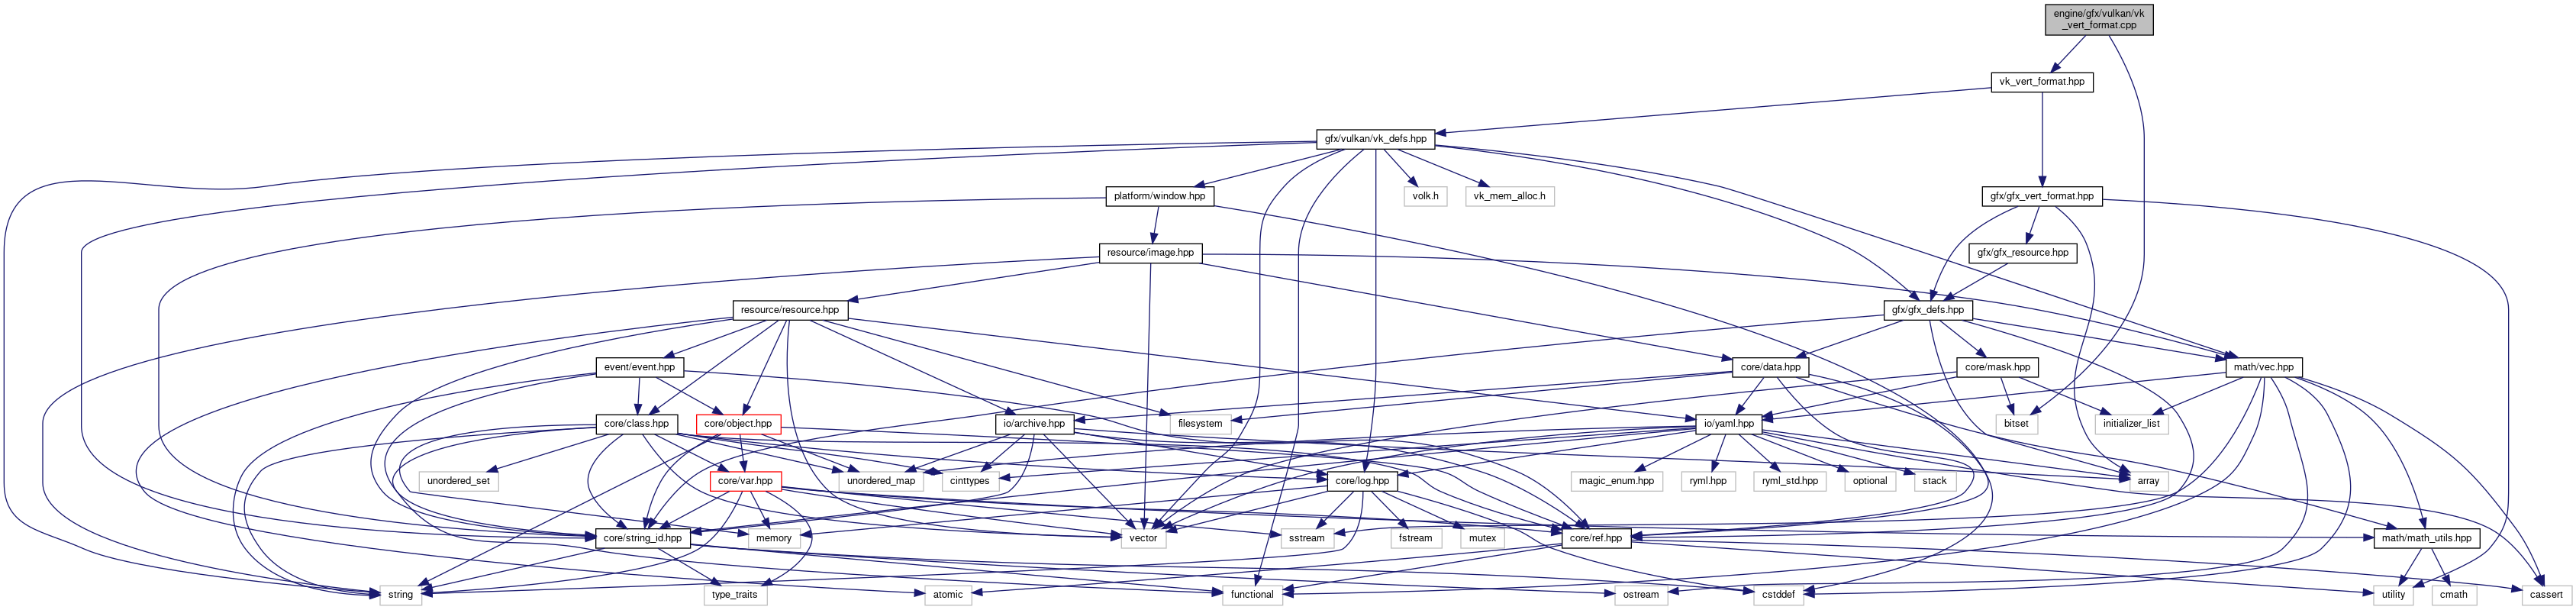 engine/gfx/vulkan/vk
_vert_format.cpp
vk_vert_format.hpp
gfx/vulkan/vk_defs.hpp
platform/window.hpp
volk.h
vk_mem_alloc.h
gfx/gfx_vert_format.hpp
resource/image.hpp
gfx/gfx_resource.hpp
resource/resource.hpp
gfx/gfx_defs.hpp
event/event.hpp
core/data.hpp
core/mask.hpp
math/vec.hpp
core/class.hpp
core/object.hpp
filesystem
io/archive.hpp
io/yaml.hpp
bitset
initializer_list
unordered_set
core/var.hpp
unordered_map
cinttypes
core/log.hpp
magic_enum.hpp
ryml.hpp
ryml_std.hpp
optional
stack
array
core/string_id.hpp
memory
vector
sstream
fstream
mutex
core/ref.hpp
math/math_utils.hpp
string
type_traits
atomic
ostream
functional
cstddef
utility
cmath
cassert